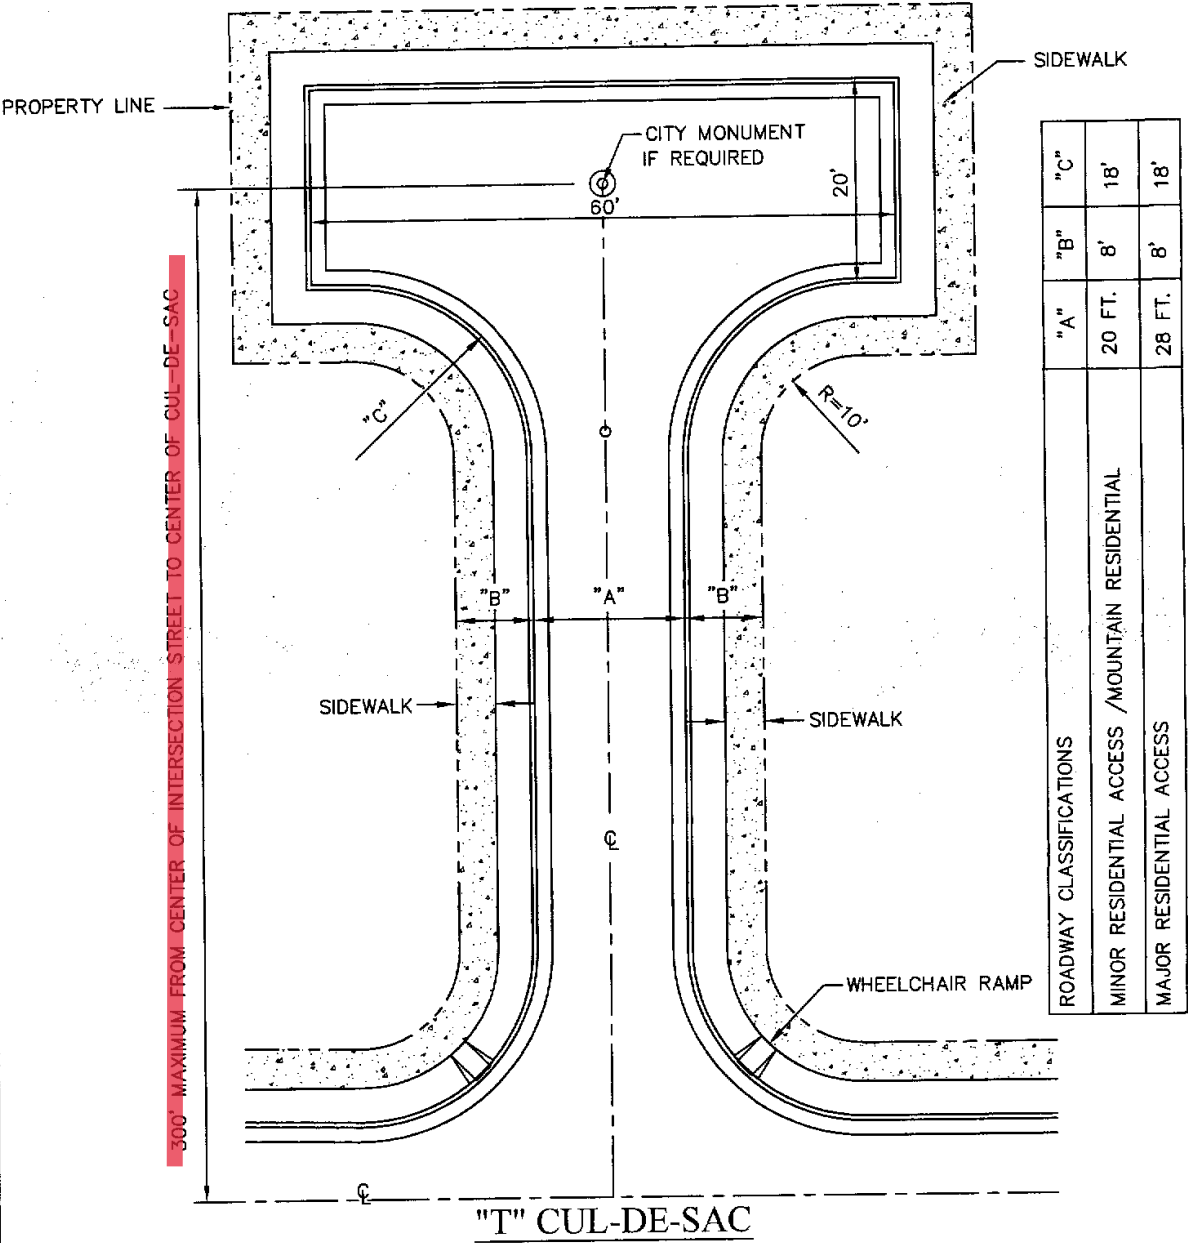 SIDEWALK
PROPERTY LINE
CITY MONUMENT
IF REQUIRED
20'
60'
"C"
R=10'
300' MAXIMUM FROM CENTER OF INTERSECTION STREET TO CENTER OF CUL-DE-SAC
"B"
"A"
"B"
SIDEWALK
SIDEWALK
℄
WHEELCHAIR RAMP
℄
"T" CUL-DE-SAC
ROADWAY CLASSIFICATIONS "A" "B" "C"
MINOR RESIDENTIAL ACCESS /MOUNTAIN RESIDENTIAL 20 FT. 8' 18'
MAJOR RESIDENTIAL ACCESS 28 FT. 8' 18'